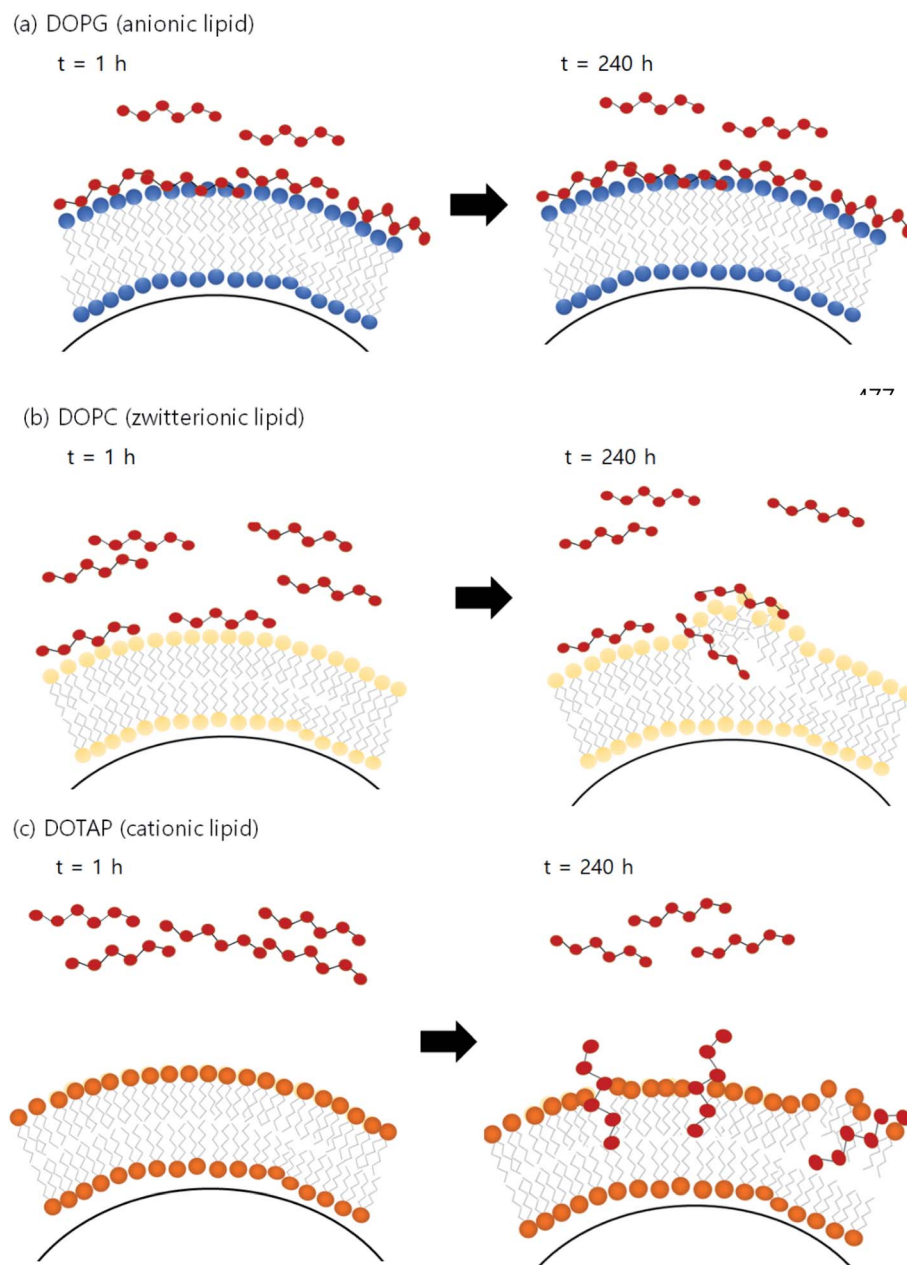 (a) DOPG (anionic lipid)
t = 1 h
t = 240 h
(b) DOPC (zwitterionic lipid)
t = 1 h
t = 240 h
(c) DOTAP (cationic lipid)
t = 1 h
t = 240 h